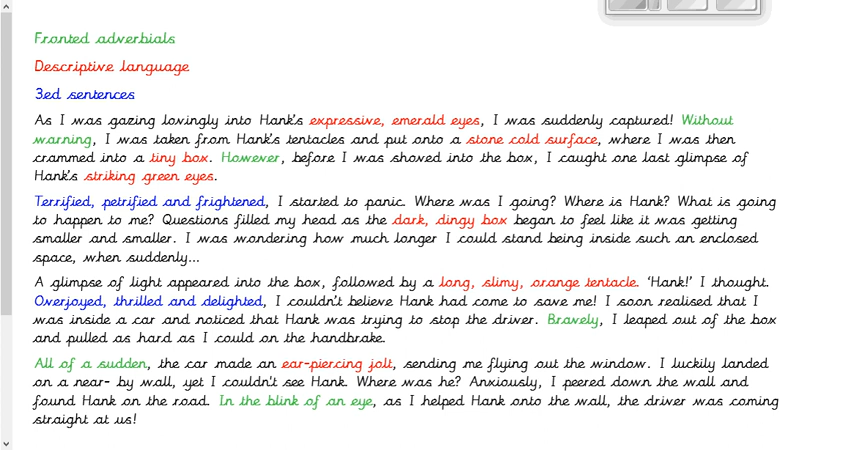 Fronted adverbials
Descriptive language
3ed sentences
As I was gazing lovingly into Hank's expressive, emerald eyes, I was suddenly captured! Without
warning, I was taken from Hank's tentacles and put onto a stone cold surface, where I was then
crammed into a tiny box. However, before I was shoved into the box, I caught one last glimpse of
Hank's striking green eyes.
Terrified, petrified and frightened, I started to panic. Where was I going? Where is Hank? What is going
to happen to me? Questions filled my head as the dark, dingy box began to feel like it was getting
smaller and smaller. I was wondering how much longer I could stand being inside such an enclosed
space, when suddenly...
A glimpse of light appeared into the box, followed by a long, slimy, orange tentacle. 'Hank!' I thought.
Overjoyed, thrilled and delighted, I couldn't believe Hank had come to save me! I soon realised that I
was inside a car and noticed that Hank was trying to stop the driver. Bravely, I leaped out of the box
and pulled as hard as I could on the handbrake.
All of a sudden, the car made an ear-piercing jolt, sending me flying out the window. I luckily landed
on a near- by wall, yet I couldn't see Hank. Where was he? Anxiously, I peered down the wall and
found Hank on the road. In the blink of an eye, as I helped Hank onto the wall, the driver was coming
straight at us!